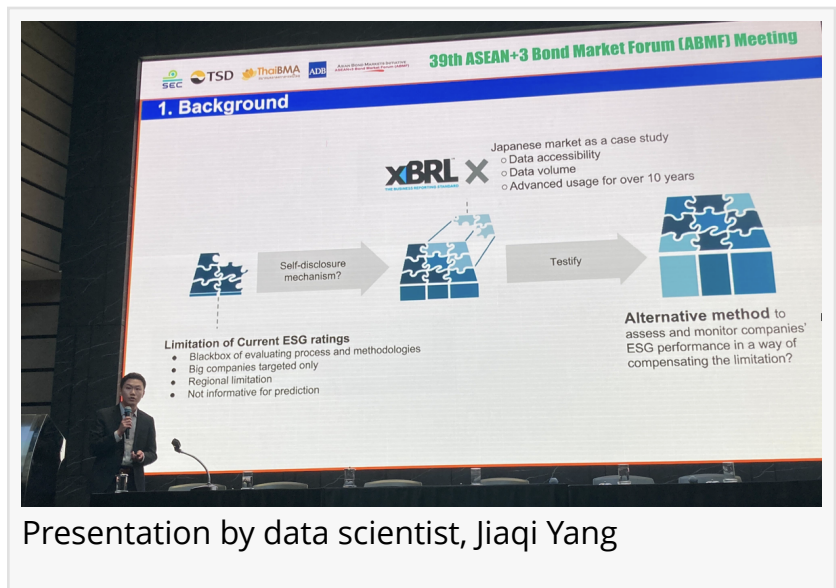 39th ASEAN+3 Bond Market Forum (ABMF) Meeting
SEC
TSD
ThaiBMA
ADB
1. Background
XBRL
THE BUSINESS REPORTING STANDARD
Japanese market as a case study
Data accessibility
Data volume
Advanced usage for over 10 years
Self-disclosure
mechanism?
Testify
Limitation of Current ESG ratings
Blackbox of evaluating process and methodologies
Big companies targeted only
Regional limitation
Not informative for prediction
Alternative method to
assess and monitor companies'
ESG performance in a way of
compensating the limitation?
Presentation by data scientist, Jiaqi Yang